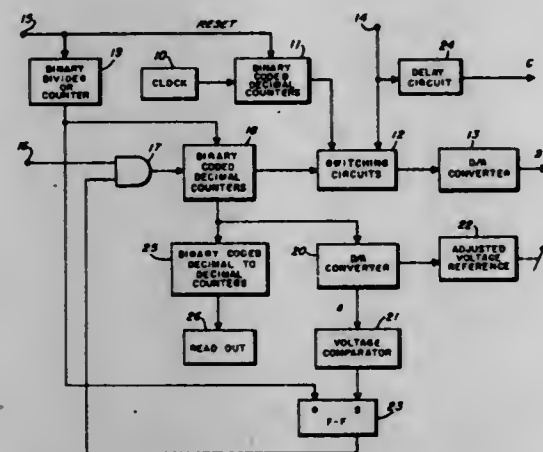 15
RESET
14
19
10
11
24
C
BINARY
DIVIDER
OR
COUNTER
CLOCK
BINARY
CODED
DECIMAL
COUNTERS
DELAY
CIRCUIT
16
17
18
12
13
B
BINARY
CODED
DECIMAL
COUNTERS
SWITCHING
CIRCUITS
D/A
CONVERTER
25
20
22
BINARY CODED
DECIMAL TO
DECIMAL
COUNTERS
D/A
CONVERTER
ADJUSTED
VOLTAGE
REFERENCE
26
A
21
READ OUT
VOLTAGE
COMPARATOR
S
F-F
23